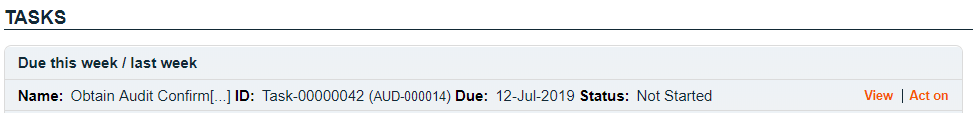 TASKS
Due this week / last week
Name: Obtain Audit Confirm[...] ID: Task-00000042 (AUD-000014) Due: 12-Jul-2019 Status: Not Started View | Act on